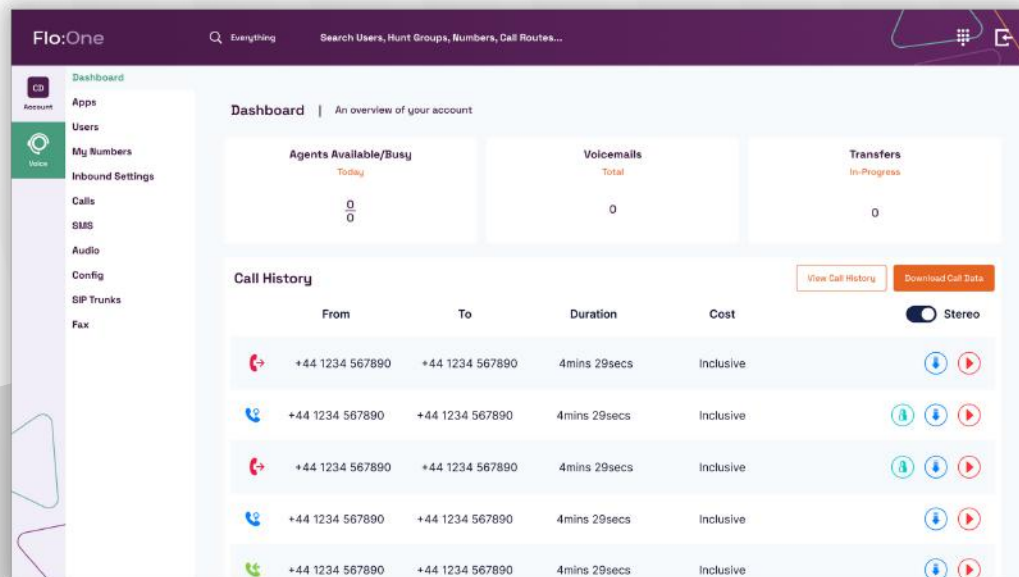 Flo:One
Everything
Search Users, Hunt Groups, Numbers, Call Routes...
CD
Account
Voice
Dashboard
Apps
Users
My Numbers
Inbound Settings
Calls
SMS
Audio
Config
SIP Trunks
Fax
Dashboard | An overview of your account
Agents Available/Busy
Today
0
0
Voicemails
Total
0
Transfers
In-Progress
0
Call History
View Call History
Download Call Data
From To Duration Cost Stereo
+44 1234 567890 +44 1234 567890 4mins 29secs Inclusive
+44 1234 567890 +44 1234 567890 4mins 29secs Inclusive
+44 1234 567890 +44 1234 567890 4mins 29secs Inclusive
+44 1234 567890 +44 1234 567890 4mins 29secs Inclusive
+44 1234 567890 +44 1234 567890 4mins 29secs Inclusive